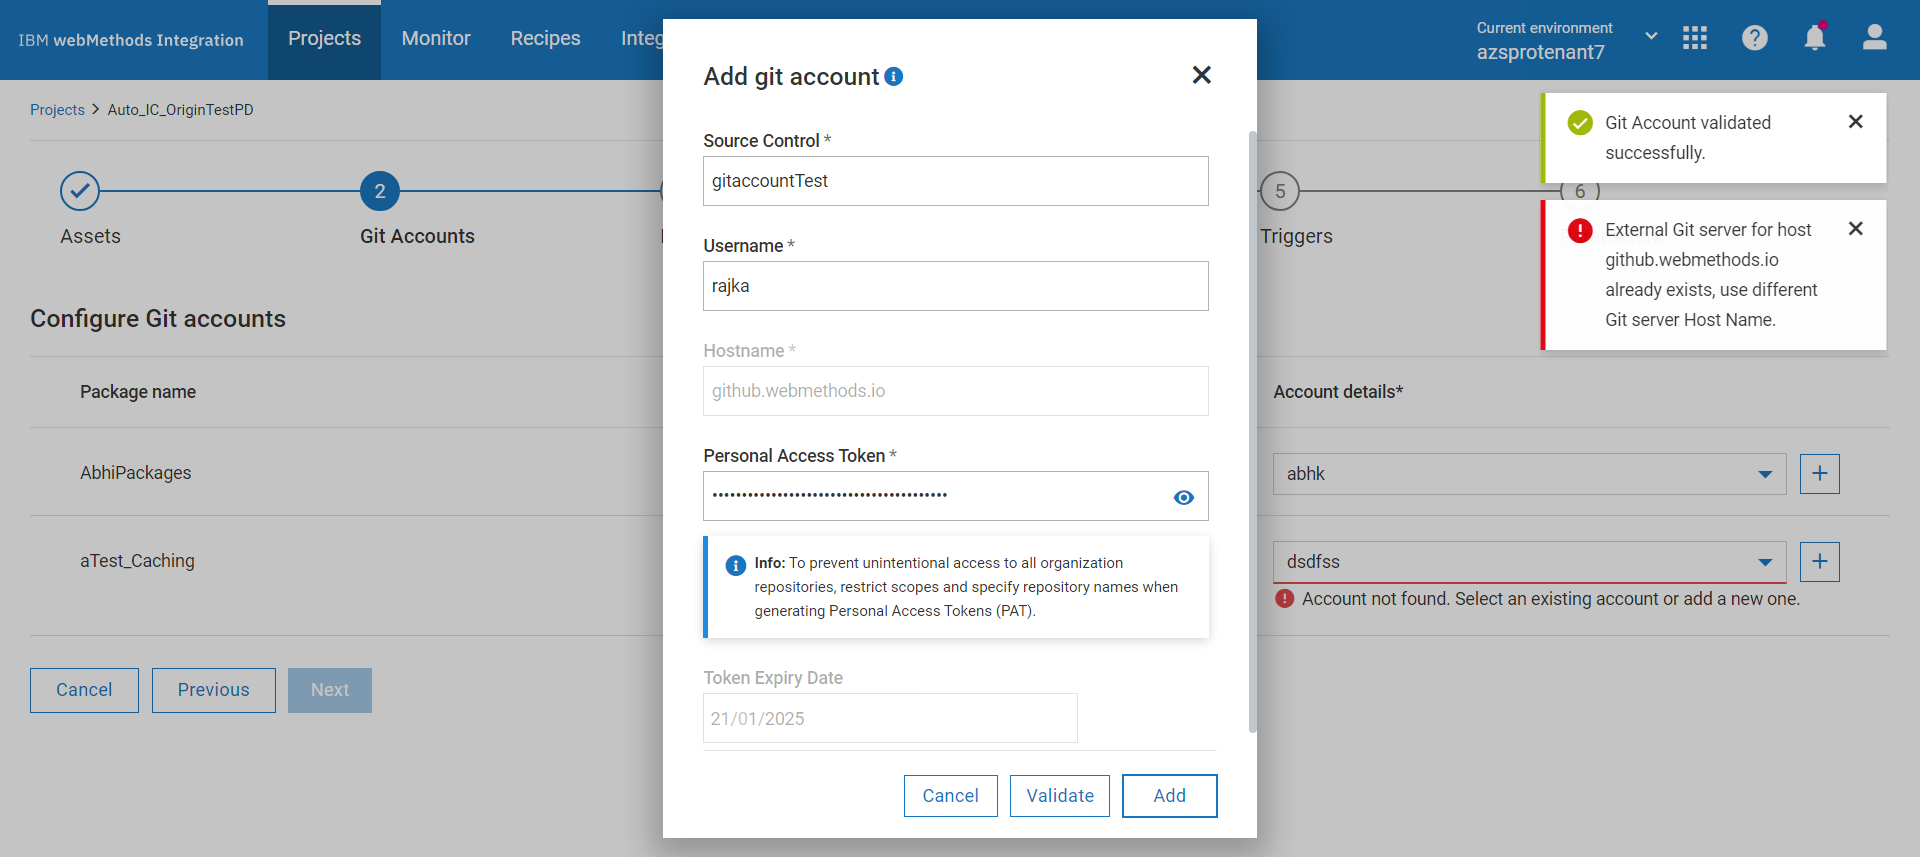 IBM webMethods Integration
Projects
Monitor
Recipes
Integ
Current environment
azsprotenant7
Projects > Auto_IC_OriginTestPD
Assets
2
Git Accounts
5
Triggers
6
Configure Git accounts
Package name
Account details*
AbhiPackages
abhk
aTest_Caching
dsdfss
Account not found. Select an existing account or add a new one.
Cancel
Previous
Next
Add git account
Source Control *
gitaccountTest
Username *
rajka
Hostname *
github.webmethods.io
Personal Access Token *
Info: To prevent unintentional access to all organization
repositories, restrict scopes and specify repository names when
generating Personal Access Tokens (PAT).
Token Expiry Date
21/01/2025
Cancel
Validate
Add
Git Account validated
successfully.
External Git server for host
github.webmethods.io
already exists, use different
Git server Host Name.